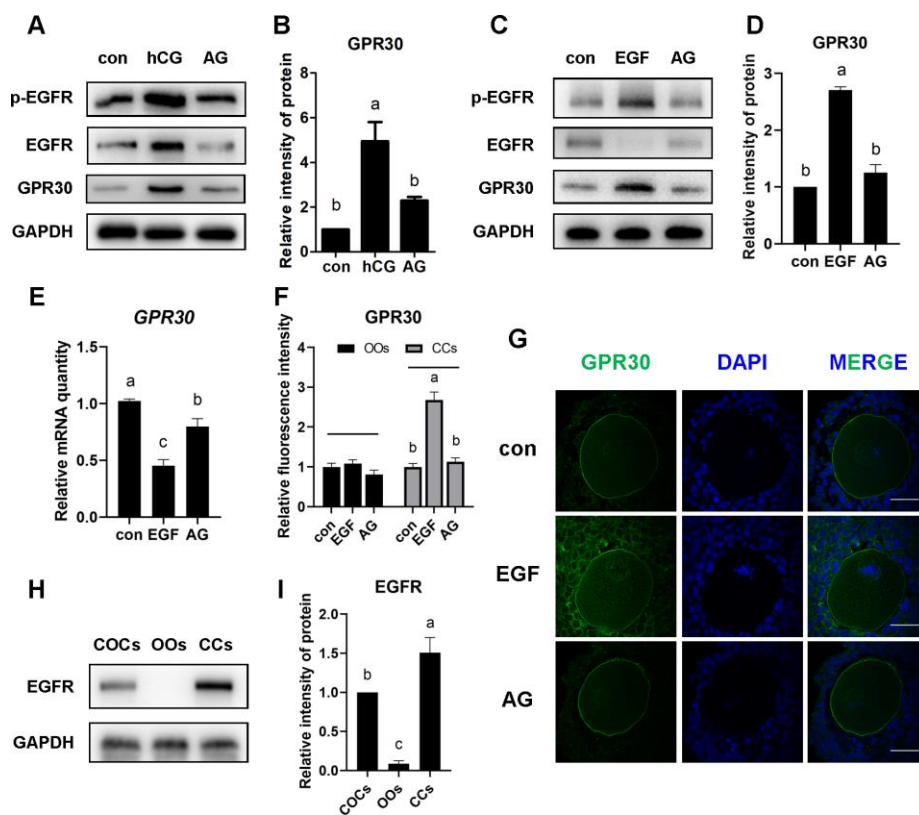 A
con hCG AG
p-EGFR
EGFR
GPR30
GAPDH
B
GPR30
Relative intensity of protein
8
6
4
2
0
b
a
b
con hCG AG
C
con EGF AG
p-EGFR
EGFR
GPR30
GAPDH
D
GPR30
Relative intensity of protein
3
2
1
0
b
a
b
con EGF AG
E
GPR30
Relative mRNA quantity
1.5
1.0
0.5
0.0
a
c
b
con EGF AG
F
GPR30
OOs CCs
Relative fluorescence intensity
4
3
2
1
0
b
a
b
con
EGF
AG
con
EGF
AG
G
GPR30 DAPI MERGE
con
EGF
AG
H
COCs OOs CCs
EGFR
GAPDH
I
EGFR
Relative intensity of protein
2.0
1.5
1.0
0.5
0.0
b
c
a
COCs
OOs
CCs